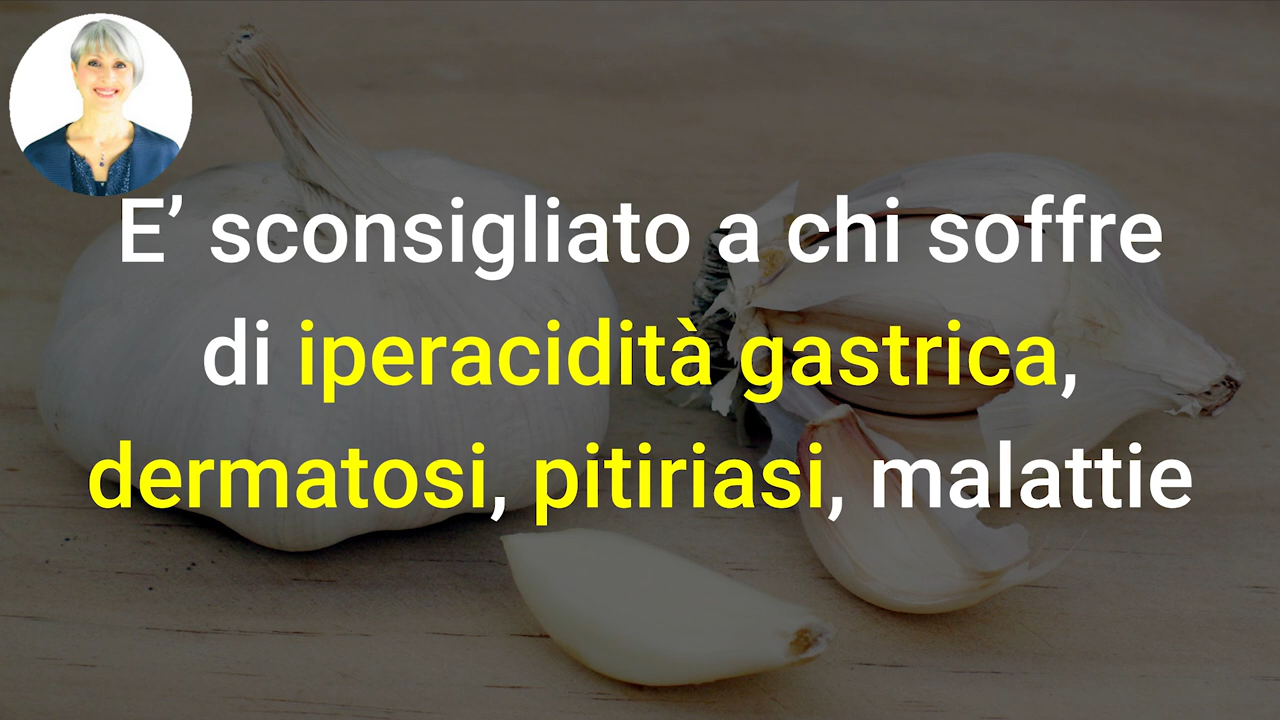 E’ sconsigliato a chi soffre
di iperacidità gastrica,
dermatosi, pitiriasi, malattie